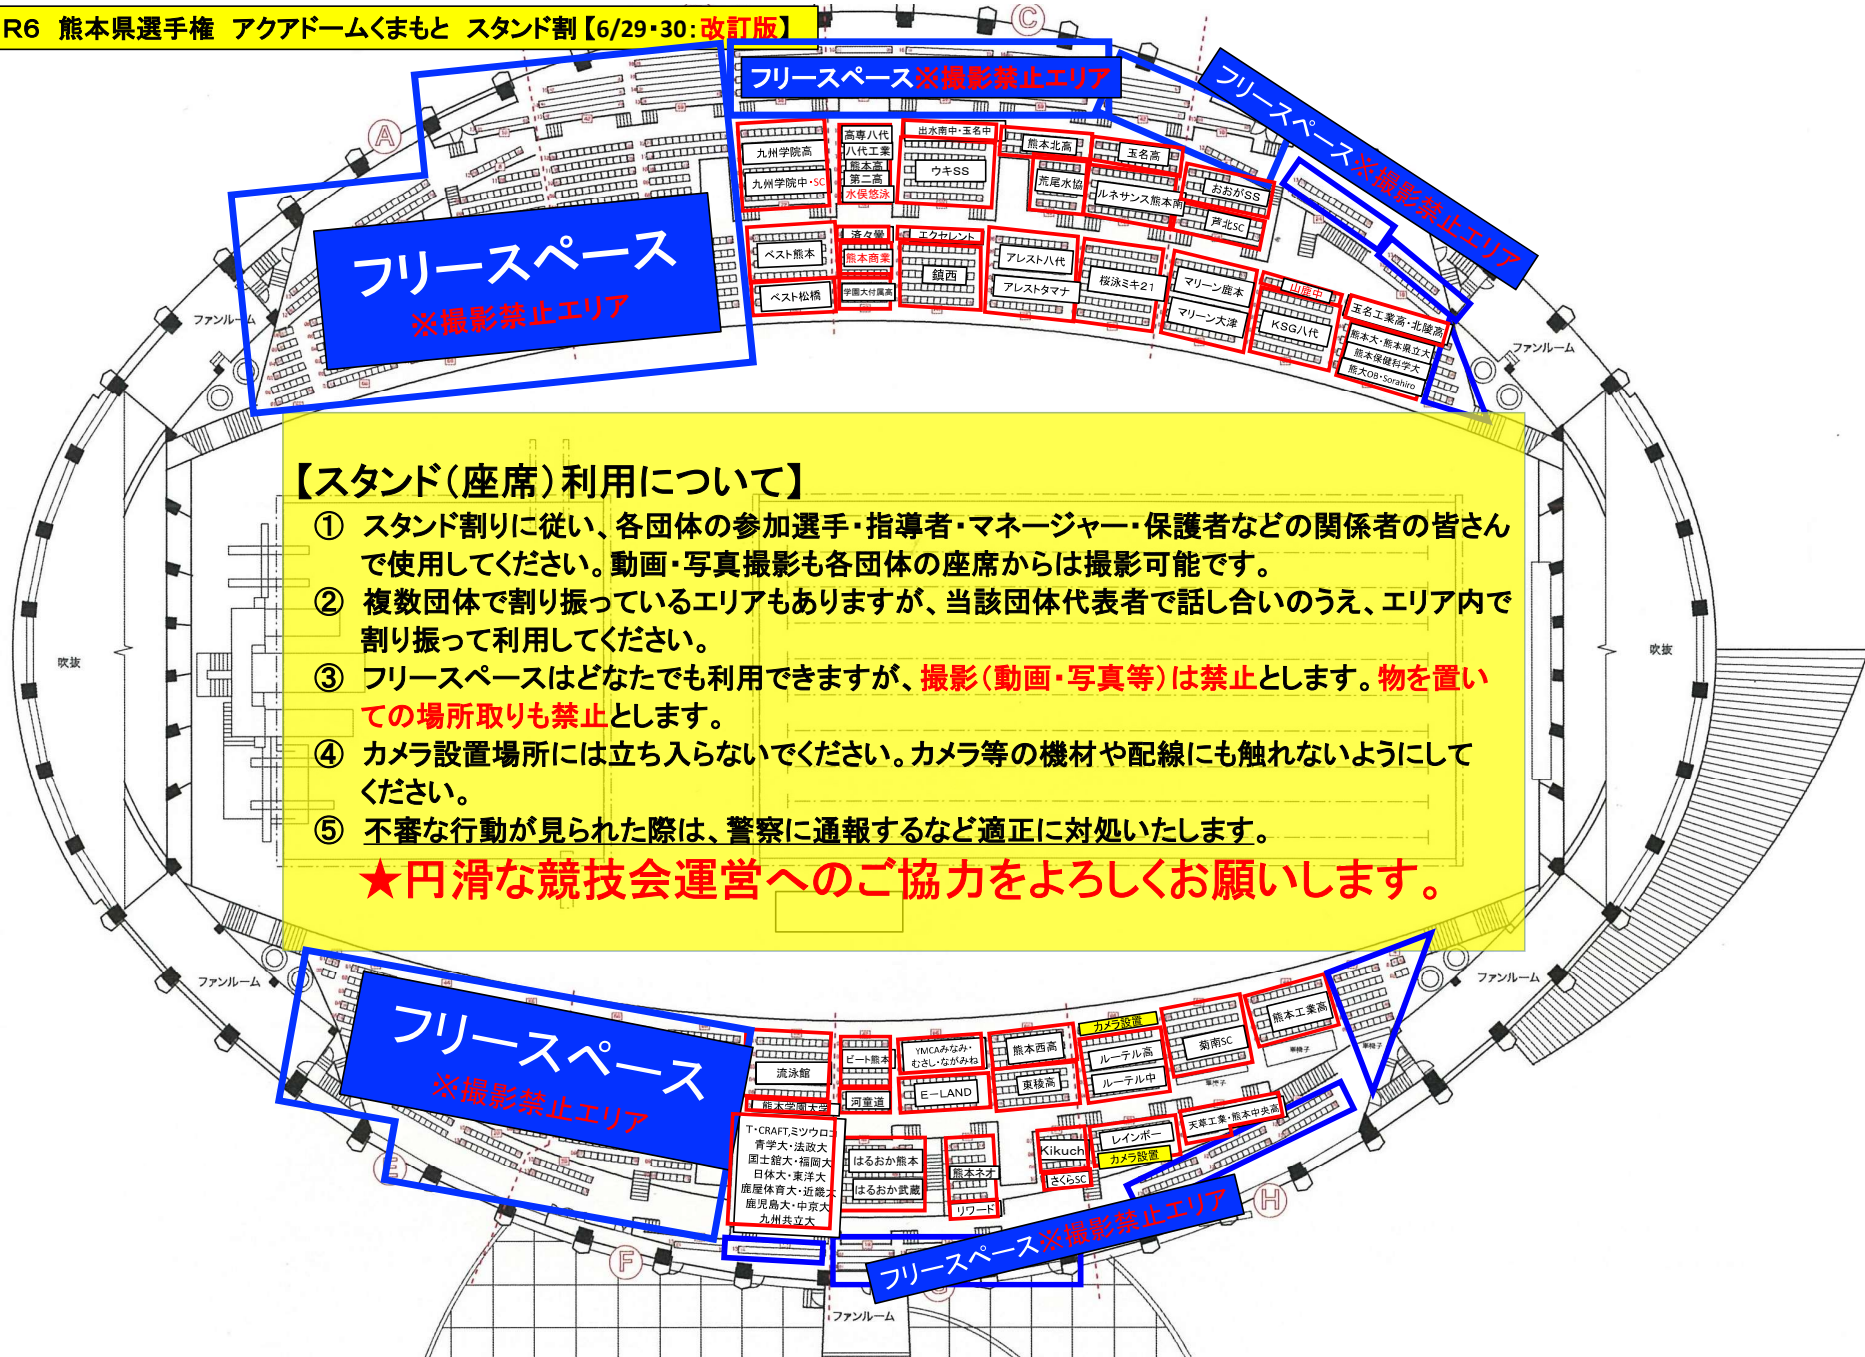 R6 熊本県選手権 アクアドームくまもと スタンド割【6/29・30:改訂版】
C
A
フリースペース※撮影禁止エリア
フリースペース※撮影禁止エリア
フリースペース
※撮影禁止エリア
九州学院高
九州学院中・SC
高専八代
八代工業
熊本高
第二高
水俣悠泳
出水南中・玉名中
ウキSS
熊本北高
荒尾水協
玉名高
ルネサンス熊本南
おおがSS
芦北SC
ベスト熊本
ベスト松橋
済々黌
熊本商業
学園大付属高
エクセレント
鎮西
アレスト八代
アレストタマナ
桜泳ミキ21
マリーン鹿本
マリーン大津
山鹿中
KSG八代
玉名工業高・北陵高
熊本大・熊本県立大
熊本保健科学大
熊大OB・Sorahiro
ファンルーム
ファンルーム
【スタンド(座席)利用について】
① スタンド割りに従い、各団体の参加選手・指導者・マネージャー・保護者などの関係者の皆さん
で使用してください。動画・写真撮影も各団体の座席からは撮影可能です。
② 複数団体で割り振っているエリアもありますが、当該団体代表者で話し合いのうえ、エリア内で
割り振って利用してください。
③ フリースペースはどなたでも利用できますが、撮影(動画・写真等)は禁止とします。物を置い
ての場所取りも禁止とします。
④ カメラ設置場所には立ち入らないでください。カメラ等の機材や配線にも触れないようにして
ください。
⑤ 不審な行動が見られた際は、警察に通報するなど適正に対処いたします。
★円滑な競技会運営へのご協力をよろしくお願いします。
吹抜
吹抜
ファンルーム
ファンルーム
フリースペース
※撮影禁止エリア
流泳館
熊本学園大学
T・CRAFT,ミツウロコ
青学大・法政大
国士舘大・福岡大
日体大・東洋大
鹿屋体育大・近畿大
鹿児島大・中京大
九州共立大
ビート熊本
河童道
YMCAみなみ・
むさし・ながみね
E-LAND
熊本西高
東稜高
カメラ設置
ルーテル高
ルーテル中
菊南SC
熊本工業高
車椅子
車椅子
車椅子
はるおか熊本
はるおか武蔵
熊本ネオ
リワード
Kikuch
さくらSC
レインボー
カメラ設置
天草工業・熊本中央高
フリースペース※撮影禁止エリア
E
F
G
H
ファンルーム